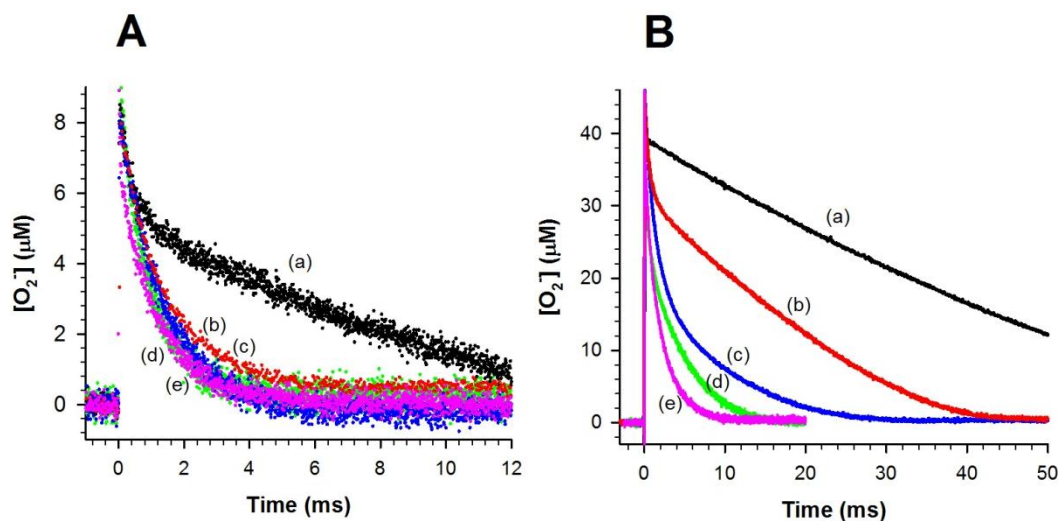 A
B
8
6
4
2
0
[O₂⁻] (µM)
(a)
(b)
(c)
(d)
(e)
0 2 4 6 8 10 12
Time (ms)
40
30
20
10
0
[O₂⁻] (µM)
(a)
(b)
(c)
(d)
(e)
0 10 20 30 40 50
Time (ms)